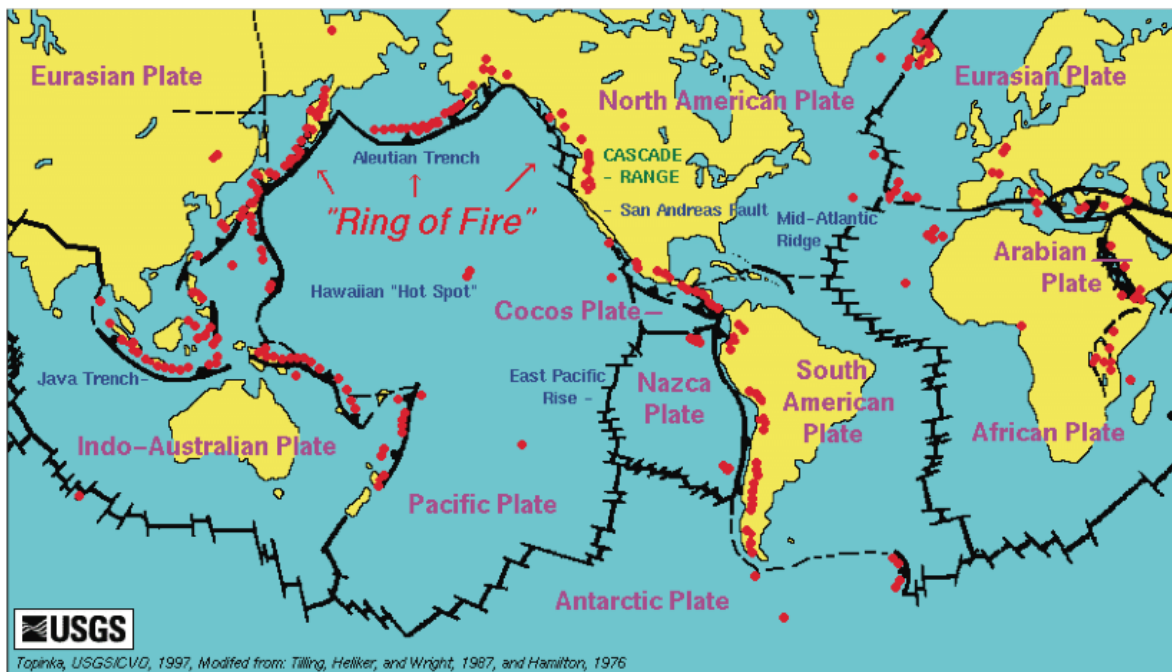 Eurasian Plate
North American Plate
Eurasian Plate
Aleutian Trench
CASCADE
- RANGE
"Ring of Fire"
- San Andreas Fault
Mid-Atlantic
Ridge
Arabian
Plate
Hawaiian "Hot Spot"
Cocos Plate
Java Trench-
East Pacific
Rise -
Nazca
Plate
South
American
Plate
African Plate
Indo-Australian Plate
Pacific Plate
Antarctic Plate
USGS
Topinka, USGS/CVO, 1997, Modifed from: Tilling, Heliker, and Wright, 1987, and Hamilton, 1976